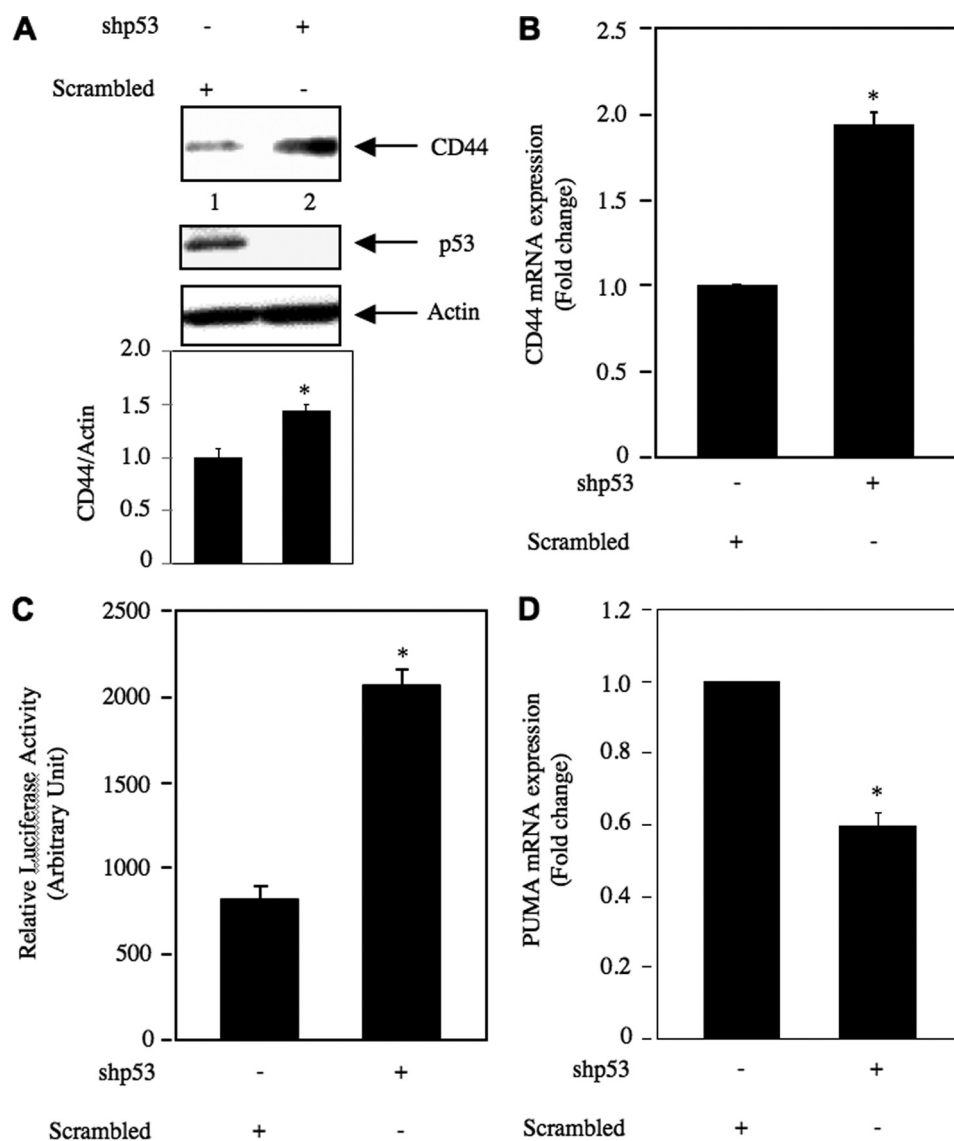 A
shp53 - +
Scrambled + -
CD44
1 2
p53
Actin
2.0
1.5
1.0
0.5
0
CD44/Actin
*
B
2.5
2.0
1.5
1.0
0.5
0
CD44 mRNA expression
(Fold change)
*
shp53 - +
Scrambled + -
C
2500
2000
1500
1000
500
0
Relative Luciferase Activity
(Arbitrary Unit)
*
shp53 - +
Scrambled + -
D
1.2
1.0
0.8
0.6
0.4
0.2
0
PUMA mRNA expression
(Fold change)
*
shp53 - +
Scrambled + -